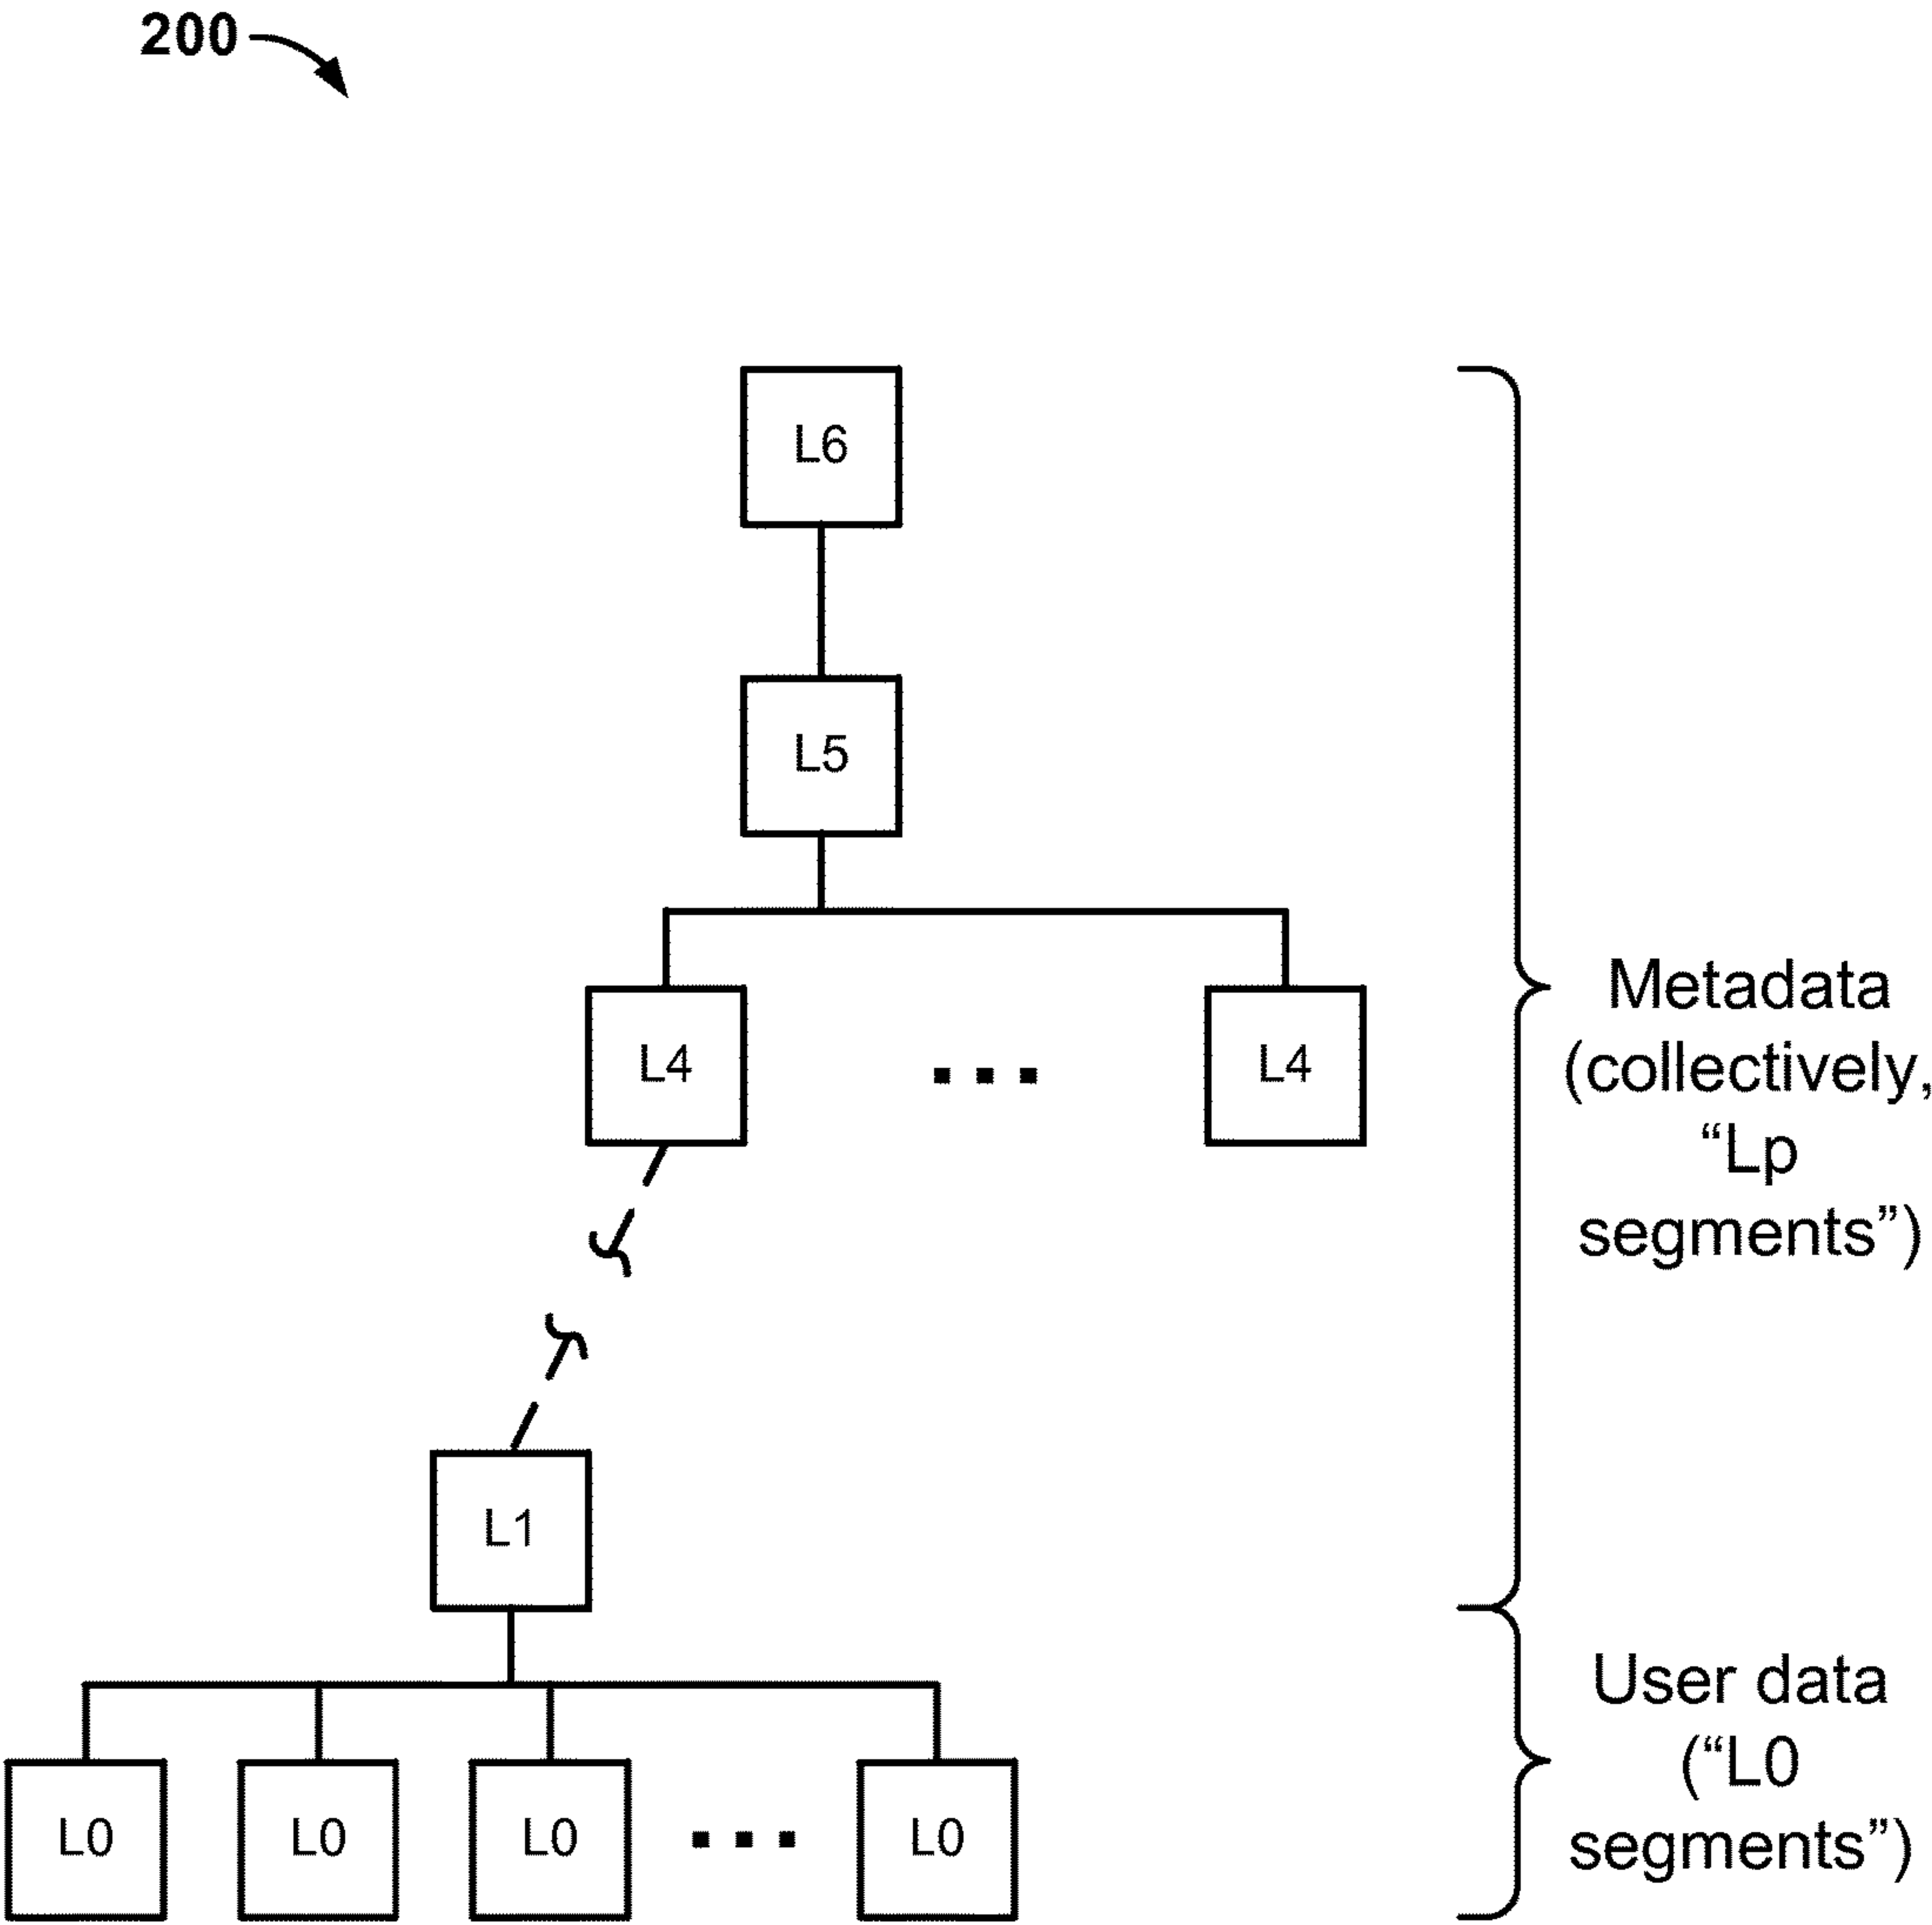 200
L6
L5
L4 ... L4
Metadata
(collectively,
“Lp
segments”)
L1
User data
(“L0
segments”)
L0 L0 L0 ... L0